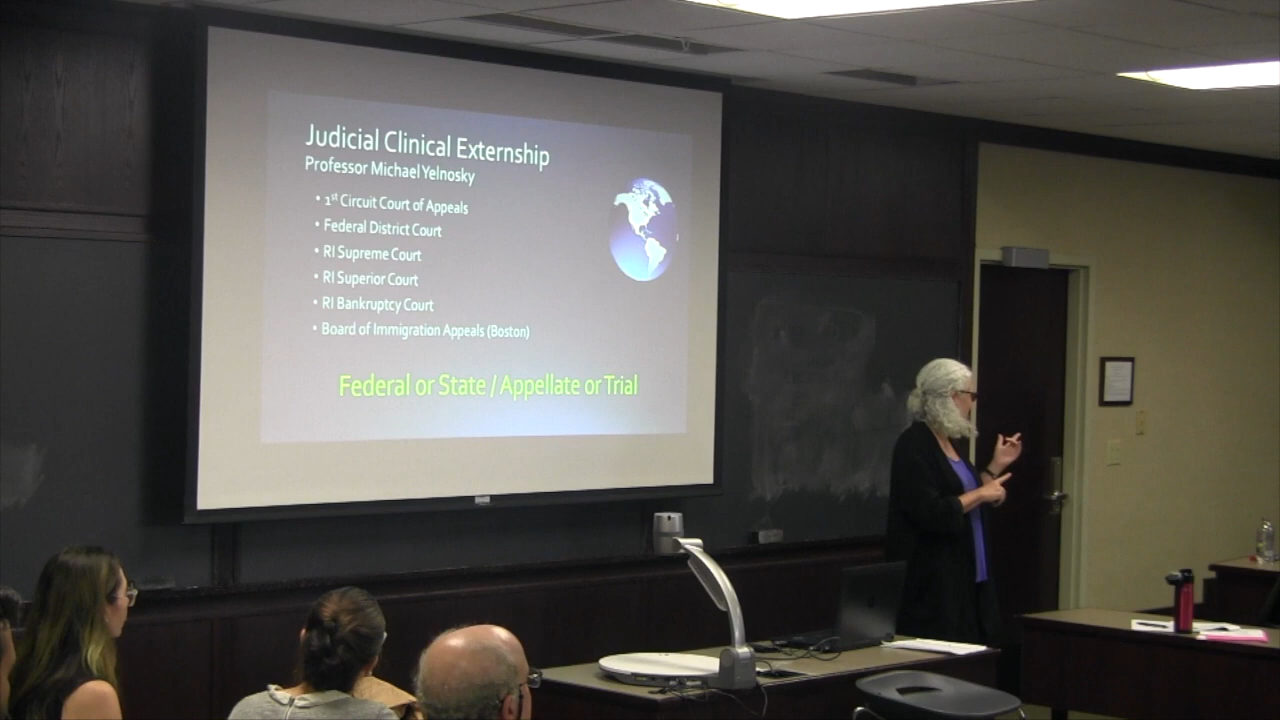 Judicial Clinical Externship
Professor Michael Yelnosky
• 1st Circuit Court of Appeals
• Federal District Court
• RI Supreme Court
• RI Superior Court
• RI Bankruptcy Court
• Board of Immigration Appeals (Boston)
Federal or State / Appellate or Trial